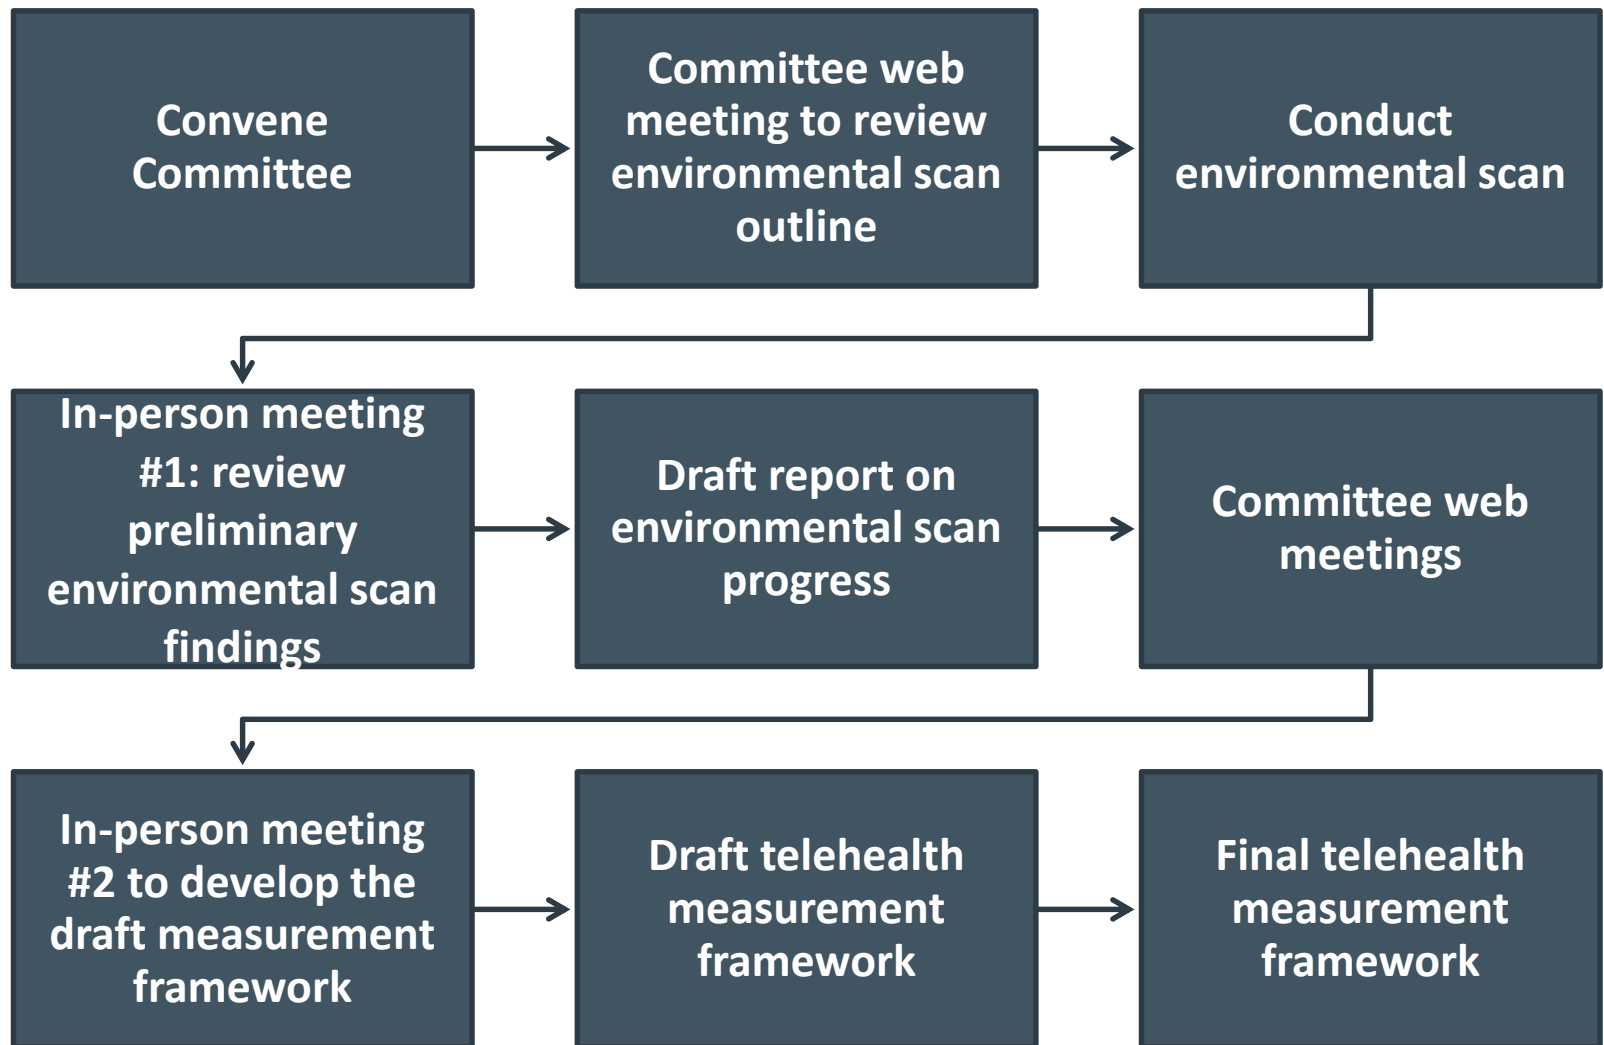 Convene
Committee
Committee web
meeting to review
environmental scan
outline
Conduct
environmental scan
In-person meeting
#1: review
preliminary
environmental scan
findings
Draft report on
environmental scan
progress
Committee web
meetings
In-person meeting
#2 to develop the
draft measurement
framework
Draft telehealth
measurement
framework
Final telehealth
measurement
framework